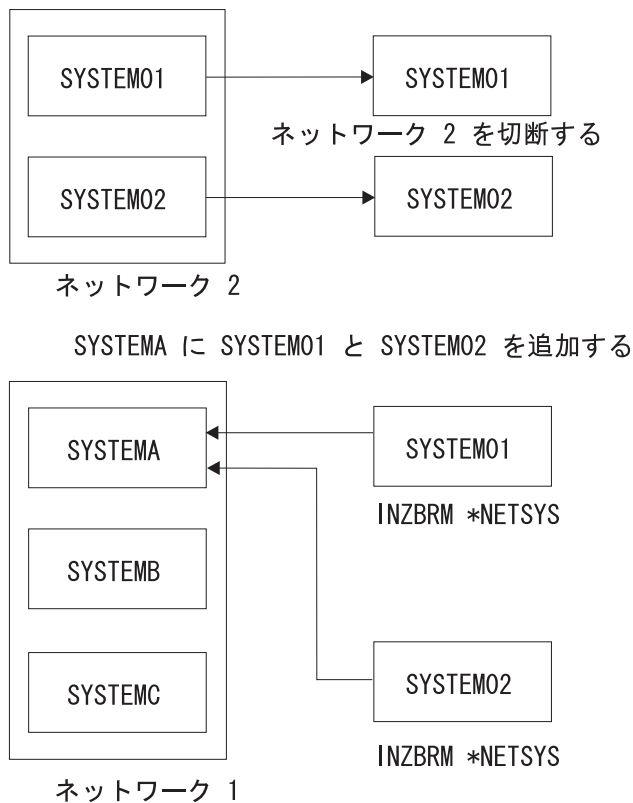 SYSTEM01
SYSTEM01
ネットワーク 2 を切断する
SYSTEM02
SYSTEM02
ネットワーク 2
SYSTEMA に SYSTEM01 と SYSTEM02 を追加する
SYSTEMA
SYSTEM01
INZBRM *NETSYS
SYSTEMB
SYSTEMC
SYSTEM02
INZBRM *NETSYS
ネットワーク 1